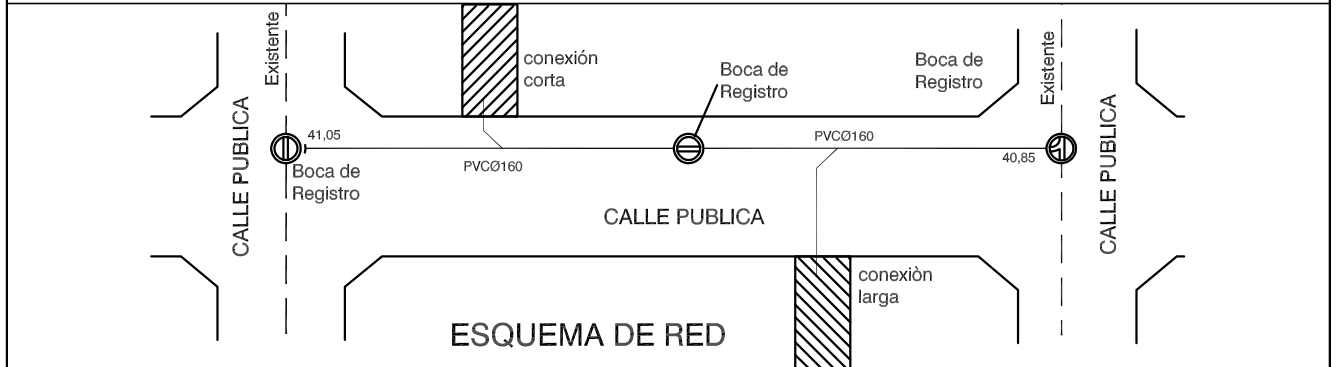 Existente
CALLE PUBLICA
41,05
Boca de
Registro
conexión
corta
PVCØ160
Boca de
Registro
PVCØ160
Boca de
Registro
40,85
Existente
CALLE PUBLICA
CALLE PUBLICA
conexiòn
larga
ESQUEMA DE RED